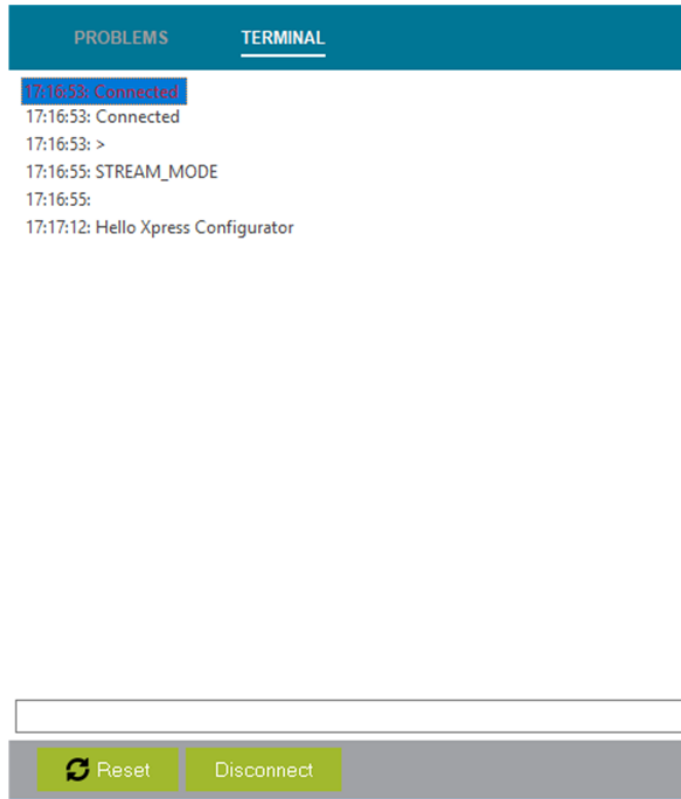 PROBLEMS TERMINAL
17:16:53: Connected
17:16:53: Connected
17:16:53: >
17:16:55: STREAM_MODE
17:16:55:
17:17:12: Hello Xpress Configurator
Reset Disconnect